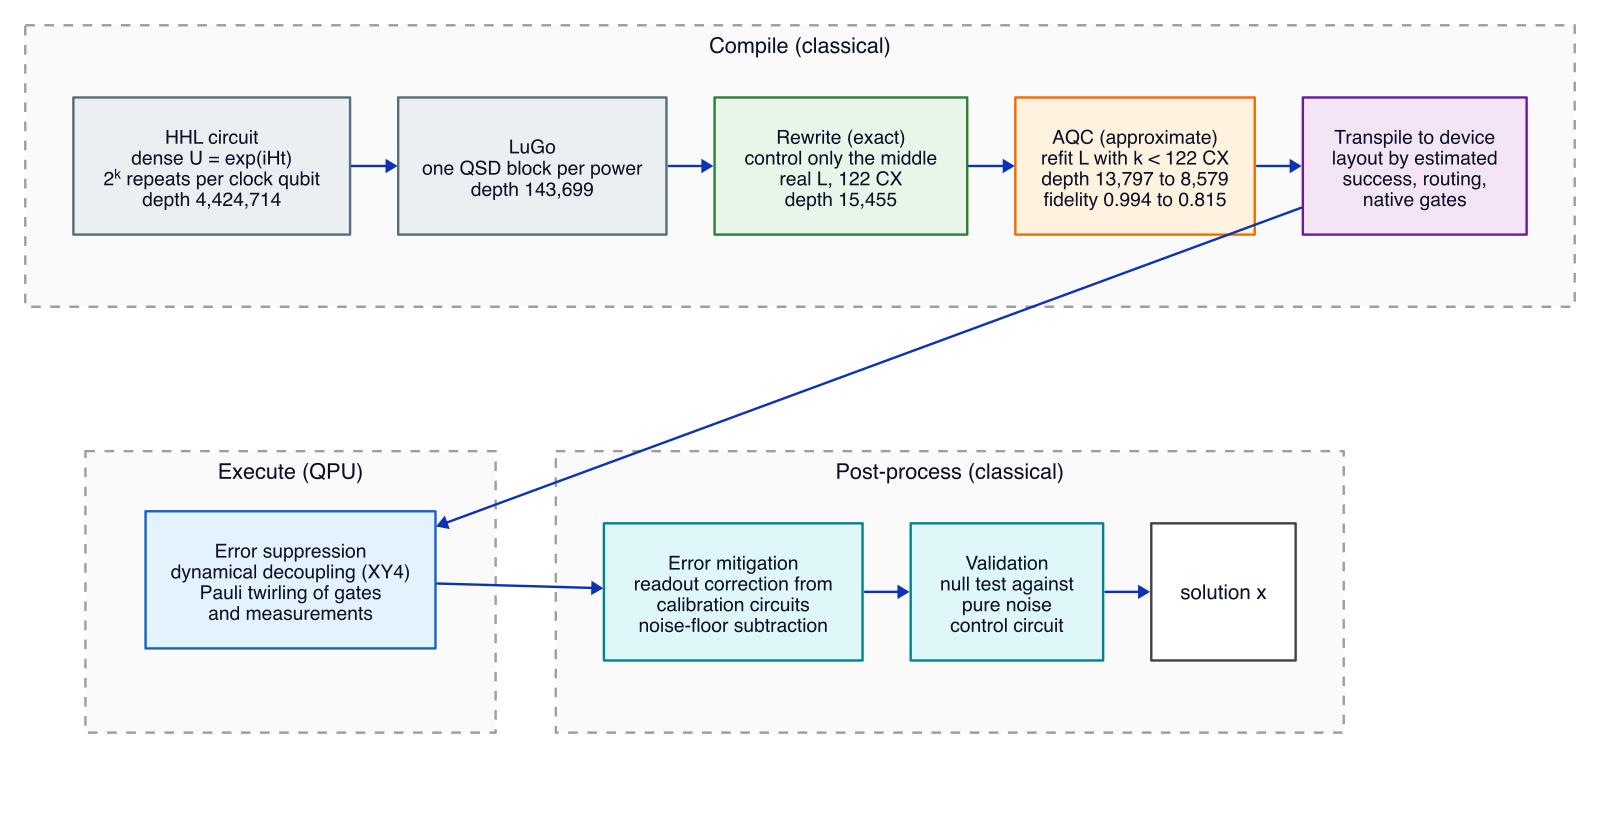 Compile (classical)
HHL circuit
dense U = exp(iHt)
2ᵏ repeats per clock qubit
depth 4,424,714
LuGo
one QSD block per power
depth 143,699
Rewrite (exact)
control only the middle
real L, 122 CX
depth 15,455
AQC (approximate)
refit L with k < 122 CX
depth 13,797 to 8,579
fidelity 0.994 to 0.815
Transpile to device
layout by estimated
success, routing,
native gates
Execute (QPU)
Error suppression
dynamical decoupling (XY4)
Pauli twirling of gates
and measurements
Post-process (classical)
Error mitigation
readout correction from
calibration circuits
noise-floor subtraction
Validation
null test against
pure noise
control circuit
solution x